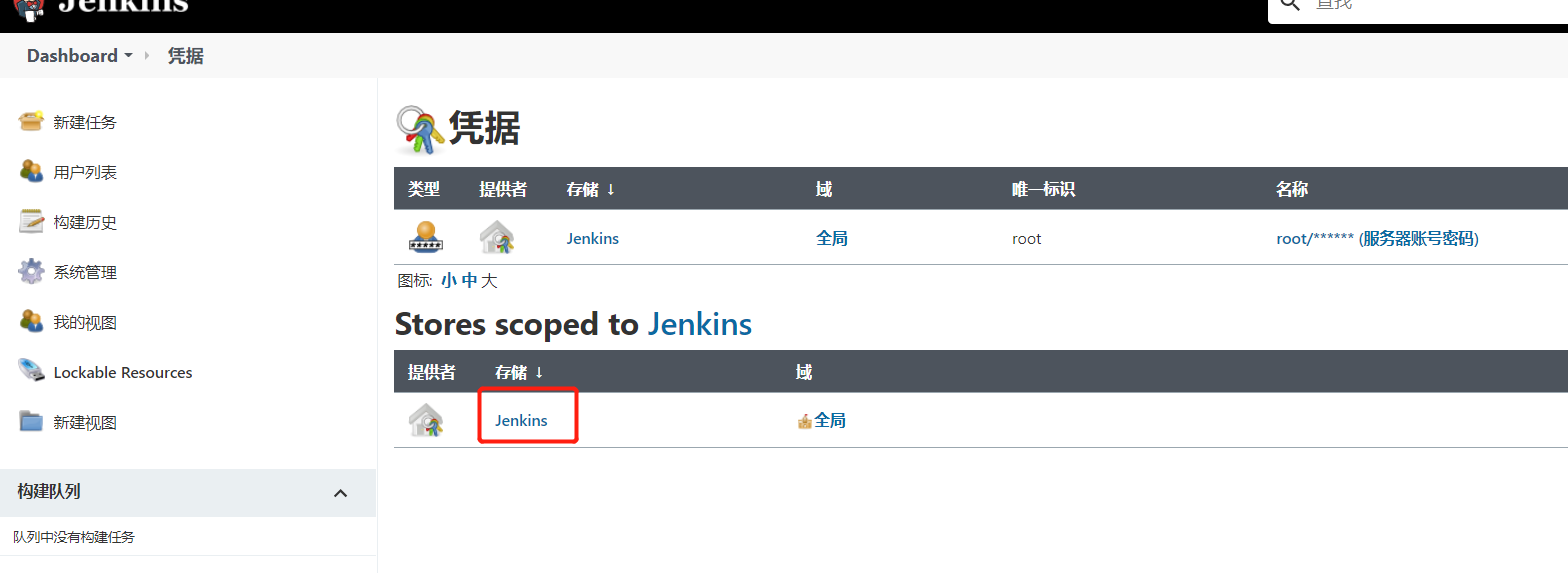 Jenkins
查找
Dashboard 凭据
新建任务
用户列表
构建历史
系统管理
我的视图
Lockable Resources
新建视图
构建队列
队列中没有构建任务
凭据
类型 提供者 存储 ↓ 域 唯一标识 名称
Jenkins 全局 root root/****** (服务器账号密码)
图标: 小 中 大
Stores scoped to Jenkins
提供者 存储 ↓ 域
Jenkins 全局